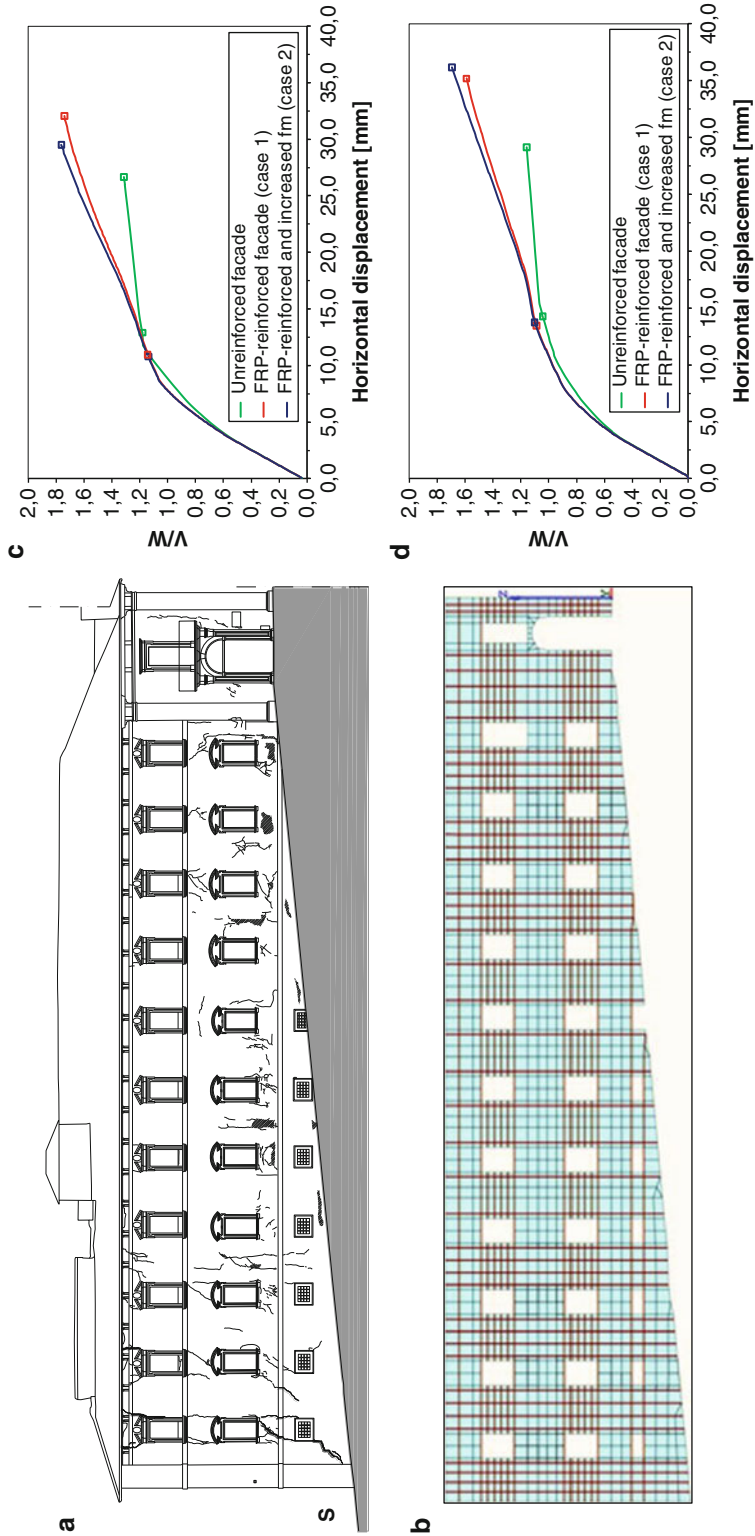 a
S
b
c
2,0
1,8
1,6
1,4
1,2
1,0
0,8
0,6
0,4
0,2
0,0
V/W
Unreinforced facade
FRP-reinforced facade (case 1)
FRP-reinforced and increased fm (case 2)
0,0 5,0 10,0 15,0 20,0 25,0 30,0 35,0 40,0
Horizontal displacement [mm]
d
2,0
1,8
1,6
1,4
1,2
1,0
0,8
0,6
0,4
0,2
0,0
V/W
Unreinforced facade
FRP-reinforced facade (case 1)
FRP-reinforced and increased fm (case 2)
0,0 5,0 10,0 15,0 20,0 25,0 30,0 35,0 40,0
Horizontal displacement [mm]